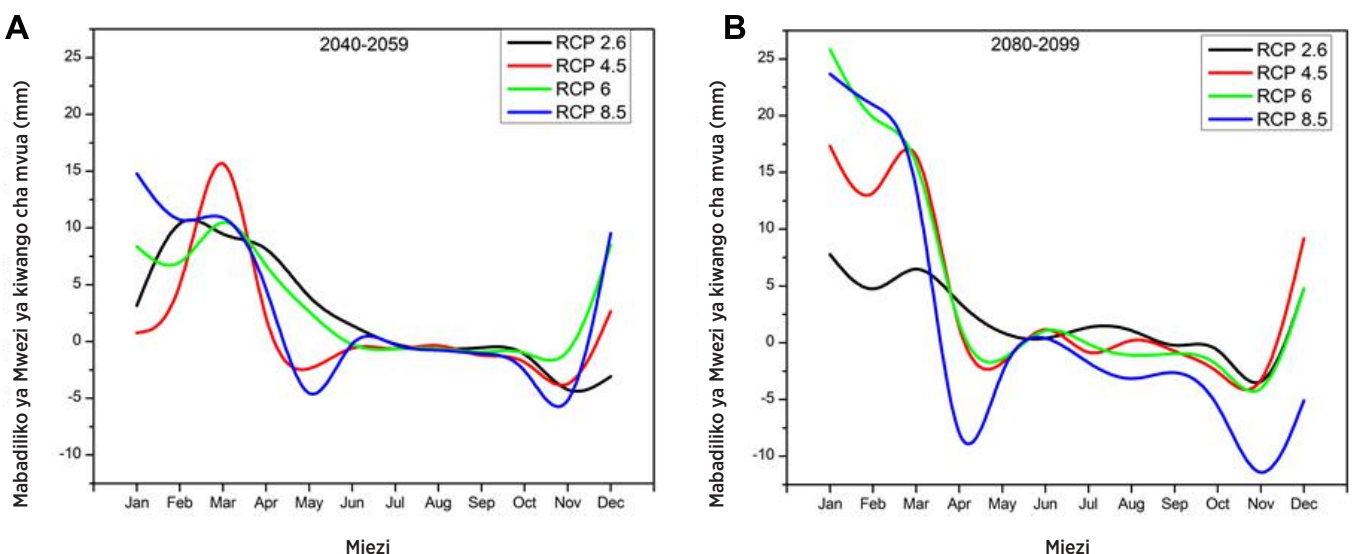 A
Mabadiliko ya Mwezi ya kiwango cha mvua (mm)
2040-2059
RCP 2.6
RCP 4.5
RCP 6
RCP 8.5
25
20
15
10
5
0
-5
-10
Jan Feb Mar Apr May Jun Jul Aug Sep Oct Nov Dec
Miezi
B
Mabadiliko ya Mwezi ya kiwango cha mvua (mm)
2080-2099
RCP 2.6
RCP 4.5
RCP 6
RCP 8.5
25
20
15
10
5
0
-5
-10
Jan Feb Mar Apr May Jun Jul Aug Sep Oct Nov Dec
Miezi